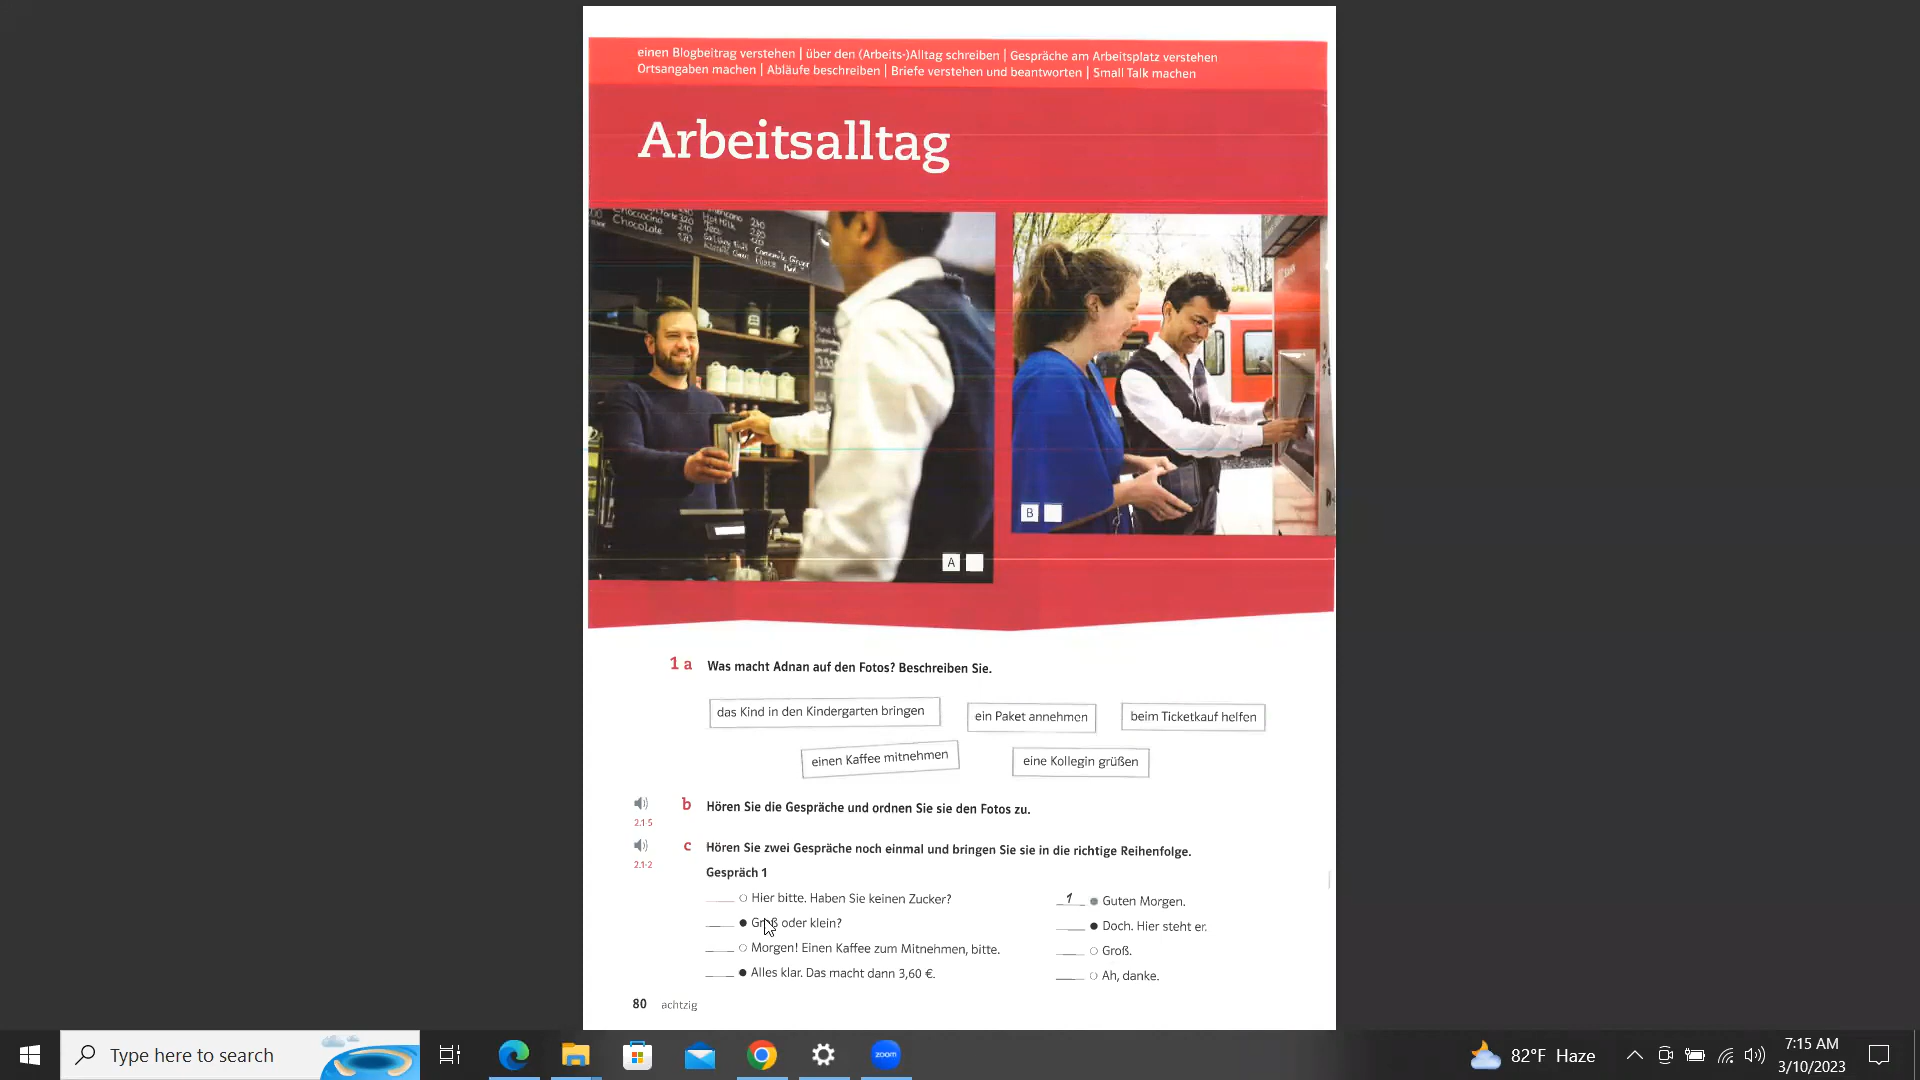 einen Blogbeitrag verstehen | über den (Arbeits-)Alltag schreiben | Gespräche am Arbeitsplatz verstehen
Ortsangaben machen | Abläufe beschreiben | Briefe verstehen und beantworten | Small Talk machen
Arbeitsalltag
Chocolate
Hot Milk
Tea
A
B
1 a Was macht Adnan auf den Fotos? Beschreiben Sie.
das Kind in den Kindergarten bringen
ein Paket annehmen
beim Ticketkauf helfen
einen Kaffee mitnehmen
eine Kollegin grüßen
b Hören Sie die Gespräche und ordnen Sie sie den Fotos zu.
2.1-5
c Hören Sie zwei Gespräche noch einmal und bringen Sie sie in die richtige Reihenfolge.
2.1-2
Gespräch 1
Hier bitte. Haben Sie keinen Zucker?
Groß oder klein?
Morgen! Einen Kaffee zum Mitnehmen, bitte.
Alles klar. Das macht dann 3,60 €.
1 Guten Morgen.
Doch. Hier steht er.
Groß.
Ah, danke.
80 achtzig
Type here to search
zoom
82°F Haze
7:15 AM
3/10/2023